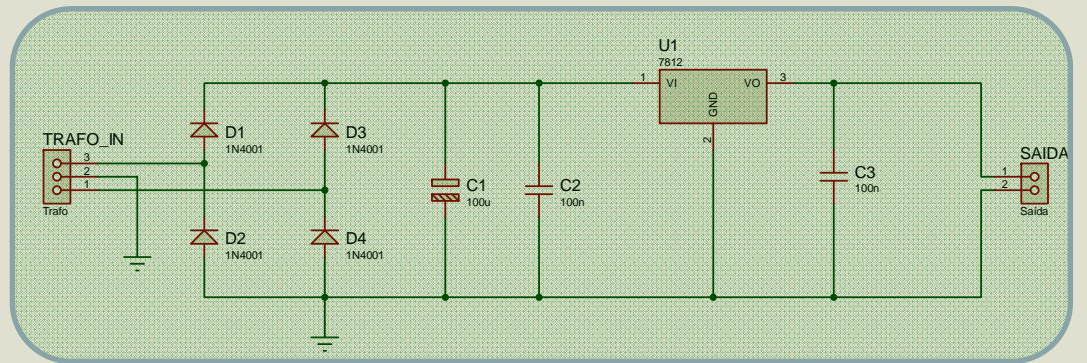 U1
7812
1
VI
VO
3
GND
2
TRAFO_IN
3
2
1
Trafo
D1
1N4001
D3
1N4001
D2
1N4001
D4
1N4001
C1
100u
C2
100n
C3
100n
SAIDA
1
2
Saída